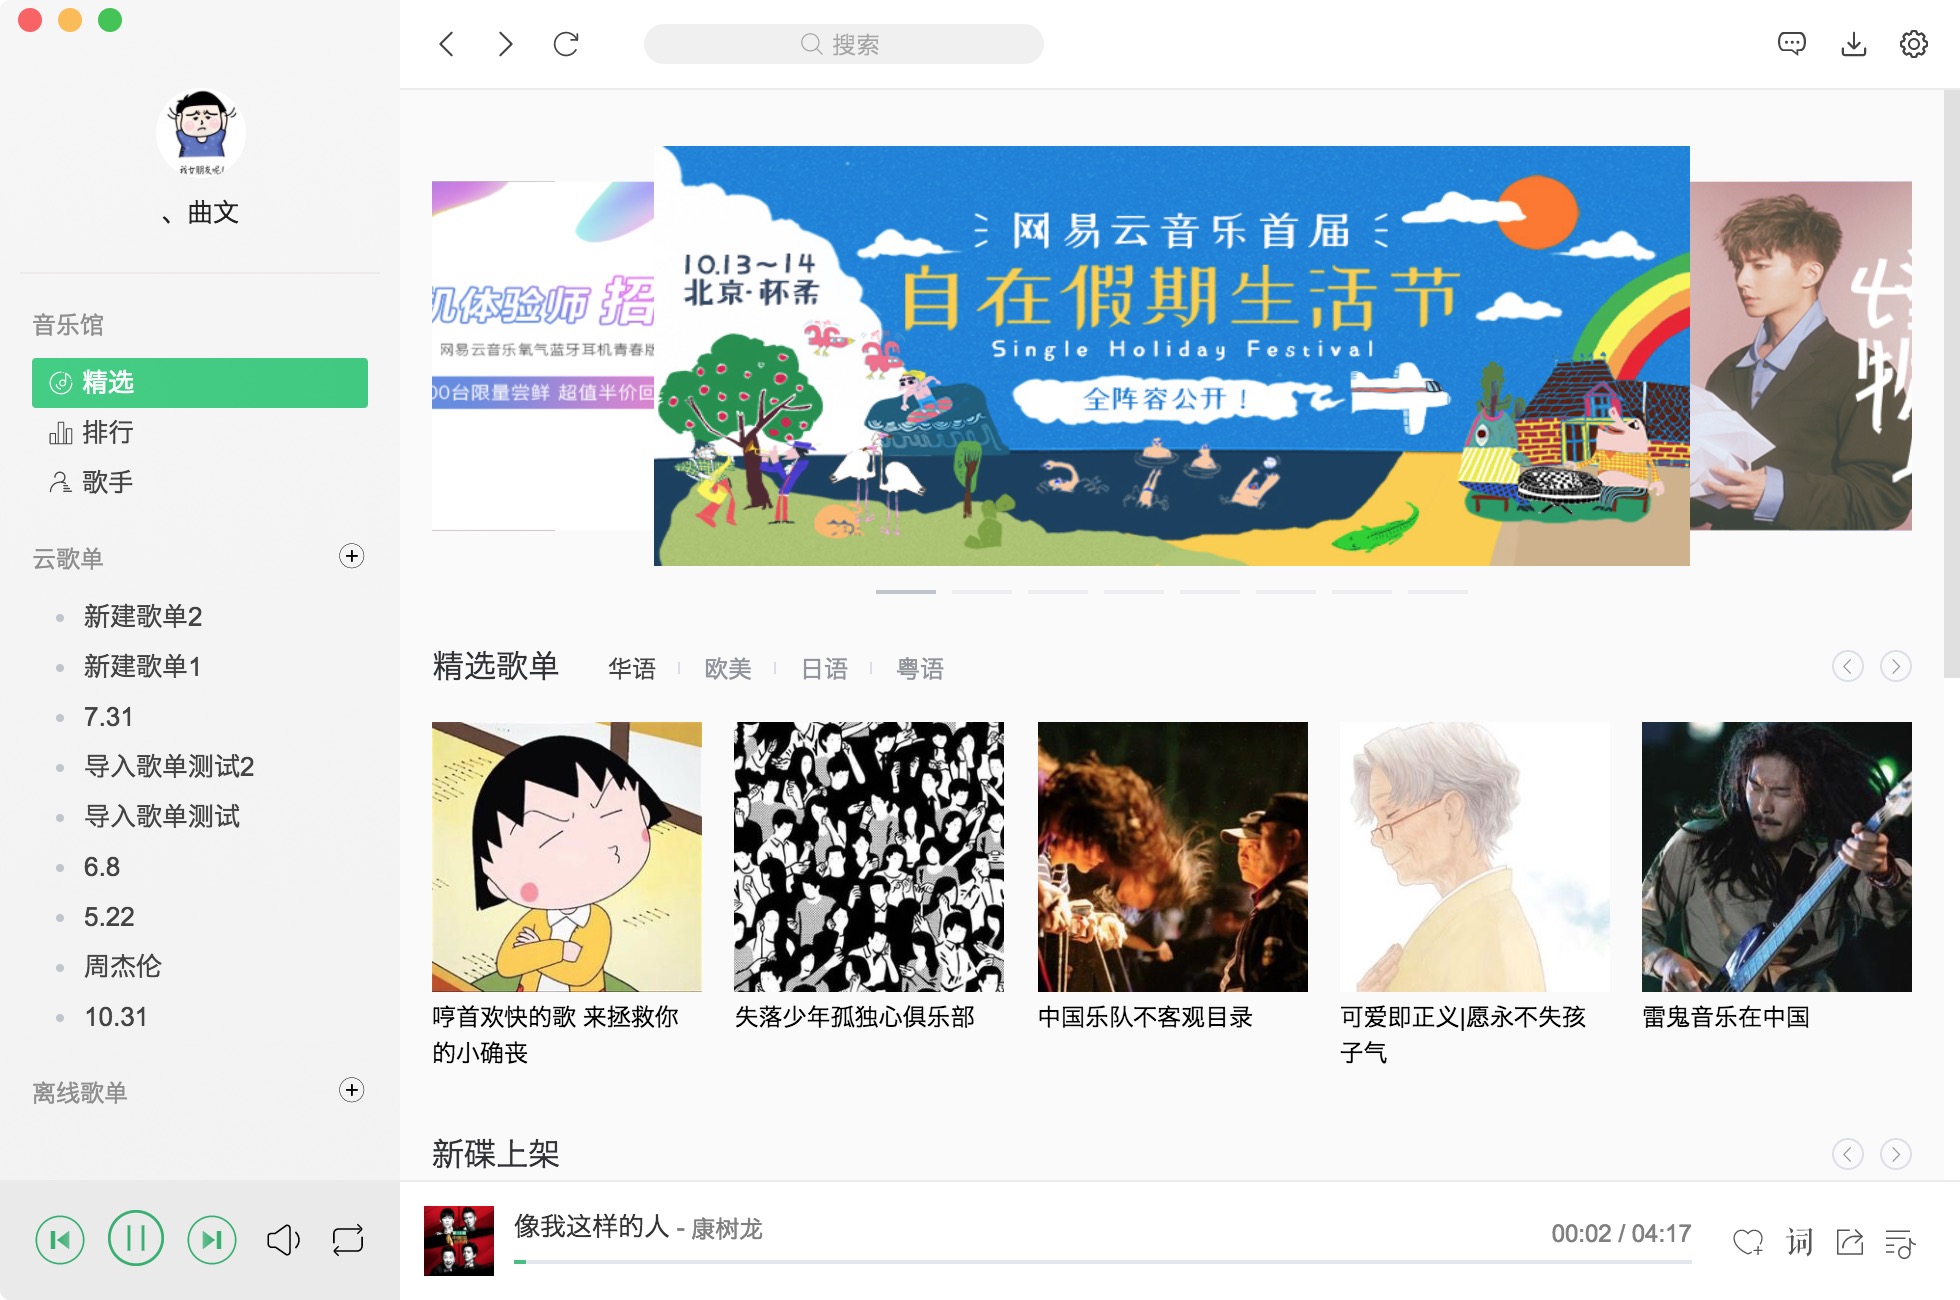 搜索
我女朋友呢!
、曲文
音乐馆
精选
排行
歌手
云歌单
新建歌单2
新建歌单1
7.31
导入歌单测试2
导入歌单测试
6.8
5.22
周杰伦
10.31
离线歌单
机体验师 招
网易云音乐氧气蓝牙耳机青春版
00台限量尝鲜 超值半价回
10.13~14
北京·怀柔
网易云音乐首届
自在假期生活节
Single Holiday Festival
全阵容公开!
精选歌单
华语
欧美
日语
粤语
哼首欢快的歌 来拯救你
的小确丧
失落少年孤独心俱乐部
中国乐队不客观目录
可爱即正义|愿永不失孩
子气
雷鬼音乐在中国
新碟上架
像我这样的人 - 康树龙
00:02 / 04:17
词